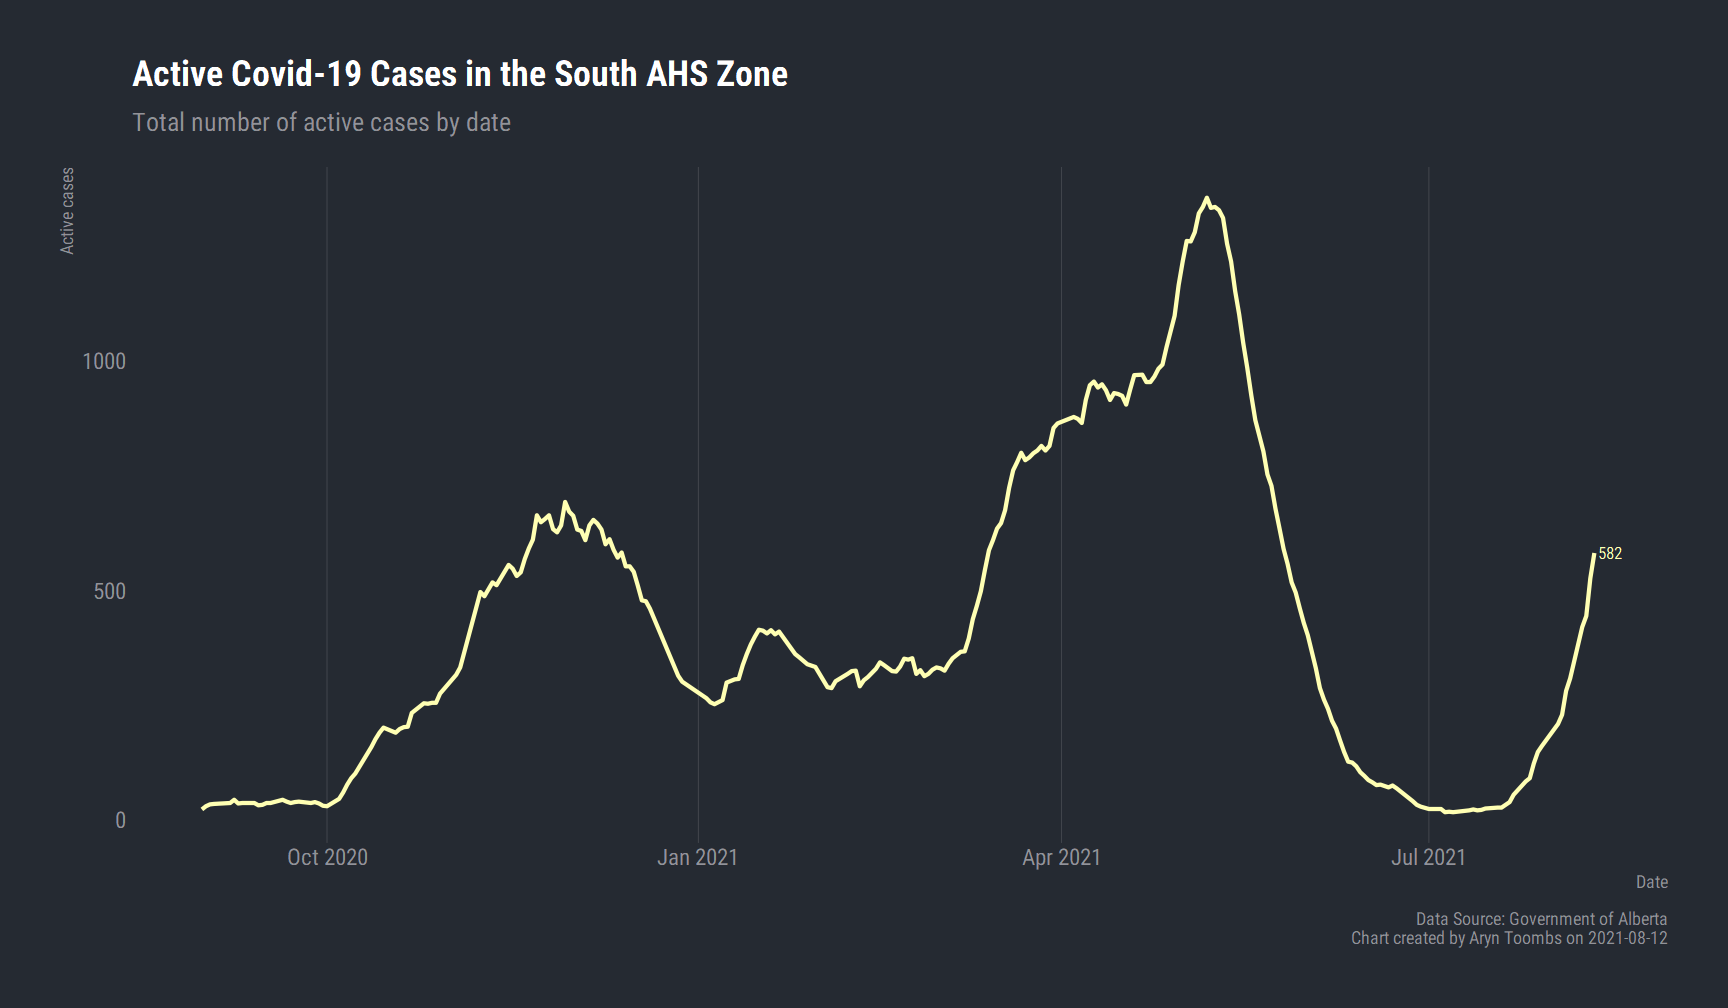 Active Covid-19 Cases in the South AHS Zone
Total number of active cases by date
Active cases
1000
500
0
582
Oct 2020
Jan 2021
Apr 2021
Jul 2021
Date
Data Source: Government of Alberta
Chart created by Aryn Toombs on 2021-08-12